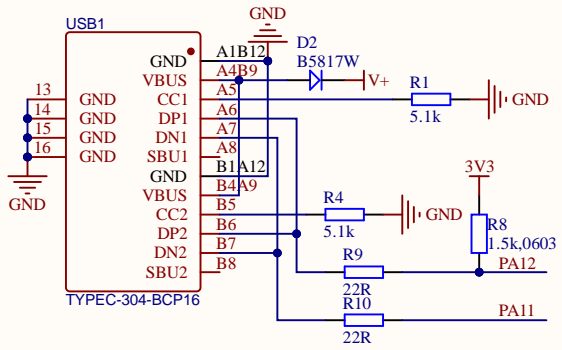 USB1
GND
D2
B5817W
V+
GND A1B12
VBUS A4B9
CC1 A5
DP1 A6
DN1 A7
SBU1 A8
GND B1A12
VBUS B4A9
CC2 B5
DP2 B6
DN2 B7
SBU2 B8
13 GND
14 GND
15 GND
16 GND
GND
R1
5.1k
GND
R4
5.1k
GND
3V3
R8
1.5k,0603
R9
22R
PA12
R10
22R
PA11
TYPEC-304-BCP16